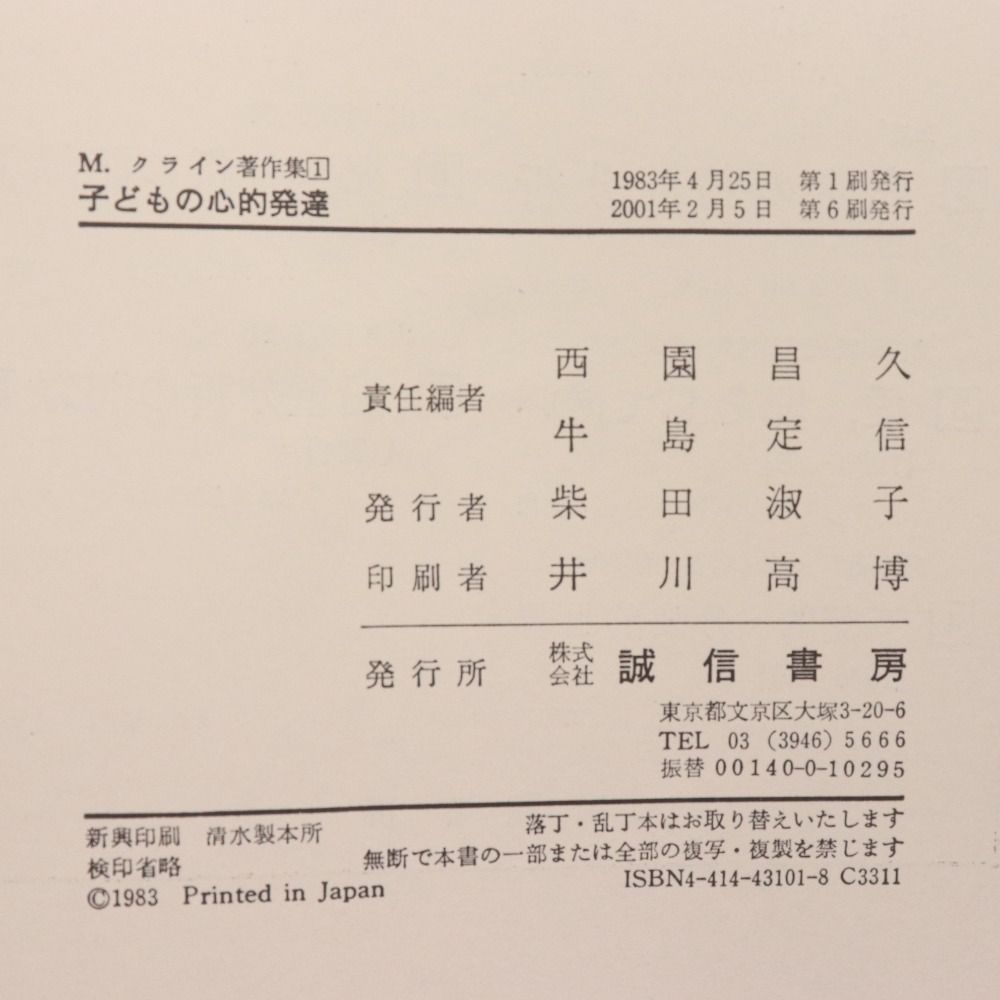 M. クライン著作集1
子どもの心的発達
1983年4月25日 第1刷発行
2001年2月5日 第6刷発行
責任編者 西園昌久
牛島定信
発行者 柴田淑子
印刷者 井川高博
発行所 株式会社 誠信書房
東京都文京区大塚3-20-6
TEL 03 (3946) 5666
振替 00140-0-10295
新興印刷 清水製本所
検印省略
©1983 Printed in Japan
落丁・乱丁本はお取り替えいたします
無断で本書の一部または全部の複写・複製を禁じます
ISBN4-414-43101-8 C3311